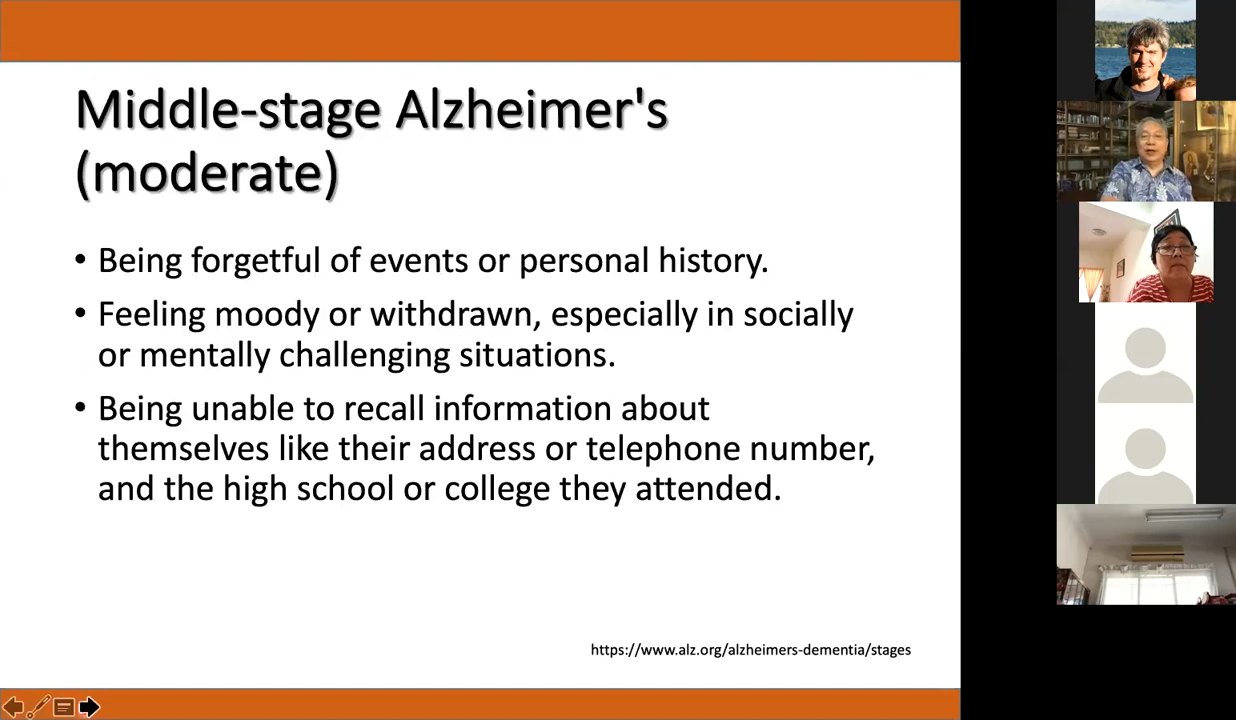 Middle-stage Alzheimer's
(moderate)
• Being forgetful of events or personal history.
• Feeling moody or withdrawn, especially in socially
or mentally challenging situations.
• Being unable to recall information about
themselves like their address or telephone number,
and the high school or college they attended.
https://www.alz.org/alzheimers-dementia/stages